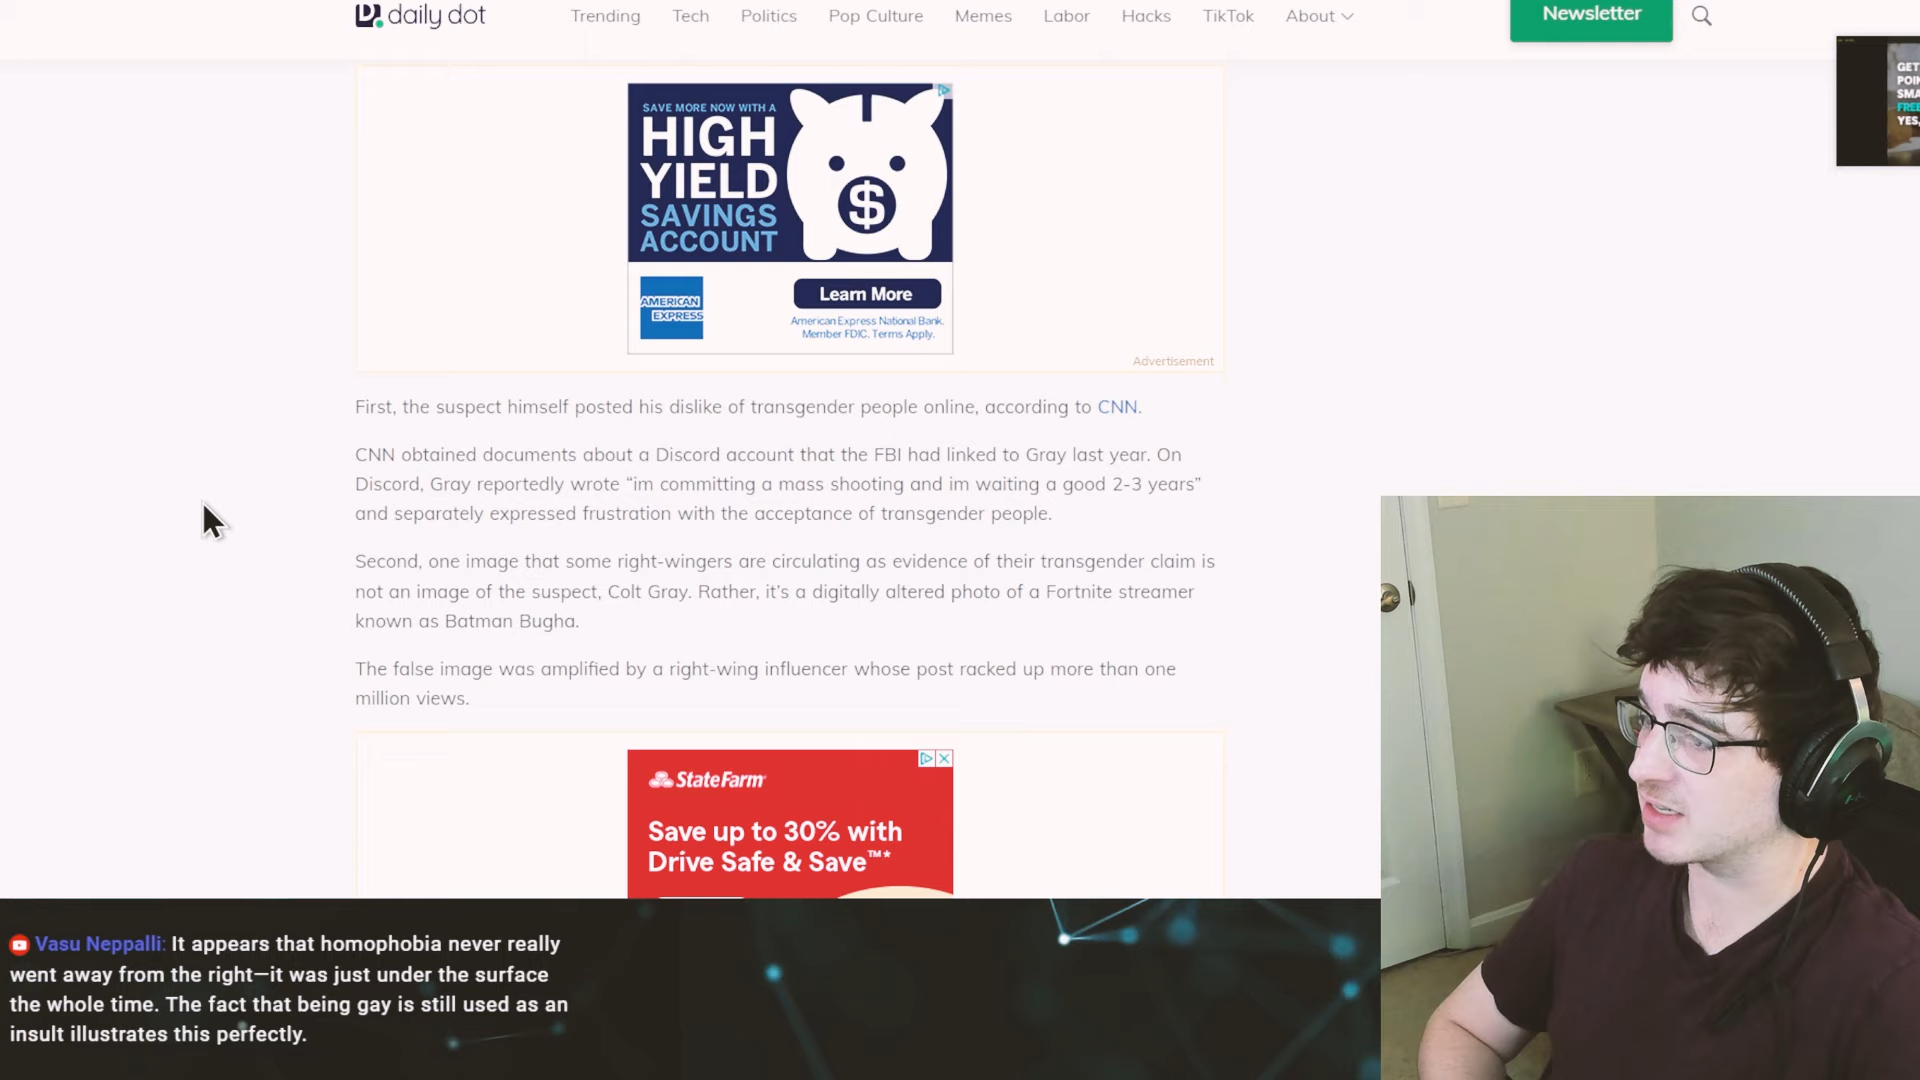 daily dot
Trending Tech Politics Pop Culture Memes Labor Hacks TikTok About
Newsletter
GET
POIN
SMA
FREE
YES,
SAVE MORE NOW WITH A
HIGH
YIELD
SAVINGS
ACCOUNT
$
AMERICAN
EXPRESS
Learn More
American Express National Bank.
Member FDIC. Terms Apply.
Advertisement
First, the suspect himself posted his dislike of transgender people online, according to CNN.
CNN obtained documents about a Discord account that the FBI had linked to Gray last year. On
Discord, Gray reportedly wrote “im committing a mass shooting and im waiting a good 2-3 years”
and separately expressed frustration with the acceptance of transgender people.
Second, one image that some right-wingers are circulating as evidence of their transgender claim is
not an image of the suspect, Colt Gray. Rather, it’s a digitally altered photo of a Fortnite streamer
known as Batman Bugha.
The false image was amplified by a right-wing influencer whose post racked up more than one
million views.
StateFarm
Save up to 30% with
Drive Safe & Save™*
Vasu Neppalli: It appears that homophobia never really
went away from the right—it was just under the surface
the whole time. The fact that being gay is still used as an
insult illustrates this perfectly.